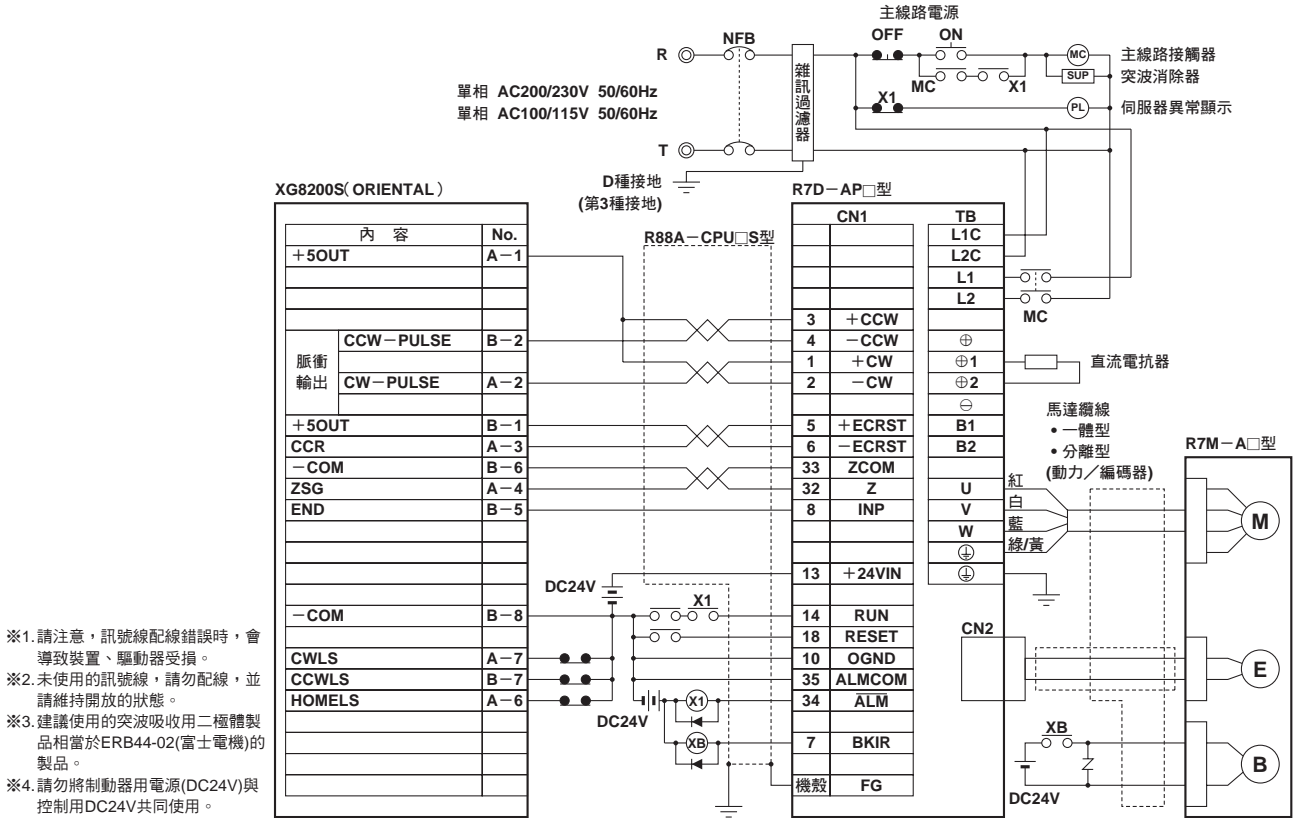 主線路電源
OFF ON
NFB
R
MC 主線路接觸器
SUP 突波消除器
MC X1
單相 AC200/230V 50/60Hz
單相 AC100/115V 50/60Hz
雜訊過濾器
X1
PL 伺服器異常顯示
T
D種接地
(第3種接地)
XG8200S(ORIENTAL)
R7D－AP□型
R88A－CPU□S型
內 容 No.
+5OUT A－1
脈衝輸出
CCW－PULSE B－2
CW－PULSE A－2
+5OUT B－1
CCR A－3
－COM B－6
ZSG A－4
END B－5
－COM B－8
CWLS A－7
CCWLS B－7
HOMELS A－6
DC24V
X1
DC24V
X1
XB
CN1
3 +CCW
4 －CCW
1 +CW
2 －CW
5 +ECRST
6 －ECRST
33 ZCOM
32 Z
8 INP
13 +24VIN
14 RUN
18 RESET
10 OGND
35 ALMCOM
34 A̅L̅M̅
7 BKIR
機殼 FG
TB
L1C
L2C
L1
L2
MC
⊕
⊕1
⊕2
⊖
直流電抗器
B1
B2
U
V
W
紅
白
藍
綠/黃
CN2
馬達纜線
•一體型
•分離型
(動力／編碼器)
R7M－A□型
M
E
XB
B
DC24V
※1.請注意，訊號線配線錯誤時，會
導致裝置、驅動器受損。
※2.未使用的訊號線，請勿配線，並
請維持開放的狀態。
※3.建議使用的突波吸收用二極體製
品相當於ERB44-02(富士電機)的
製品。
※4.請勿將制動器用電源(DC24V)與
控制用DC24V共同使用。